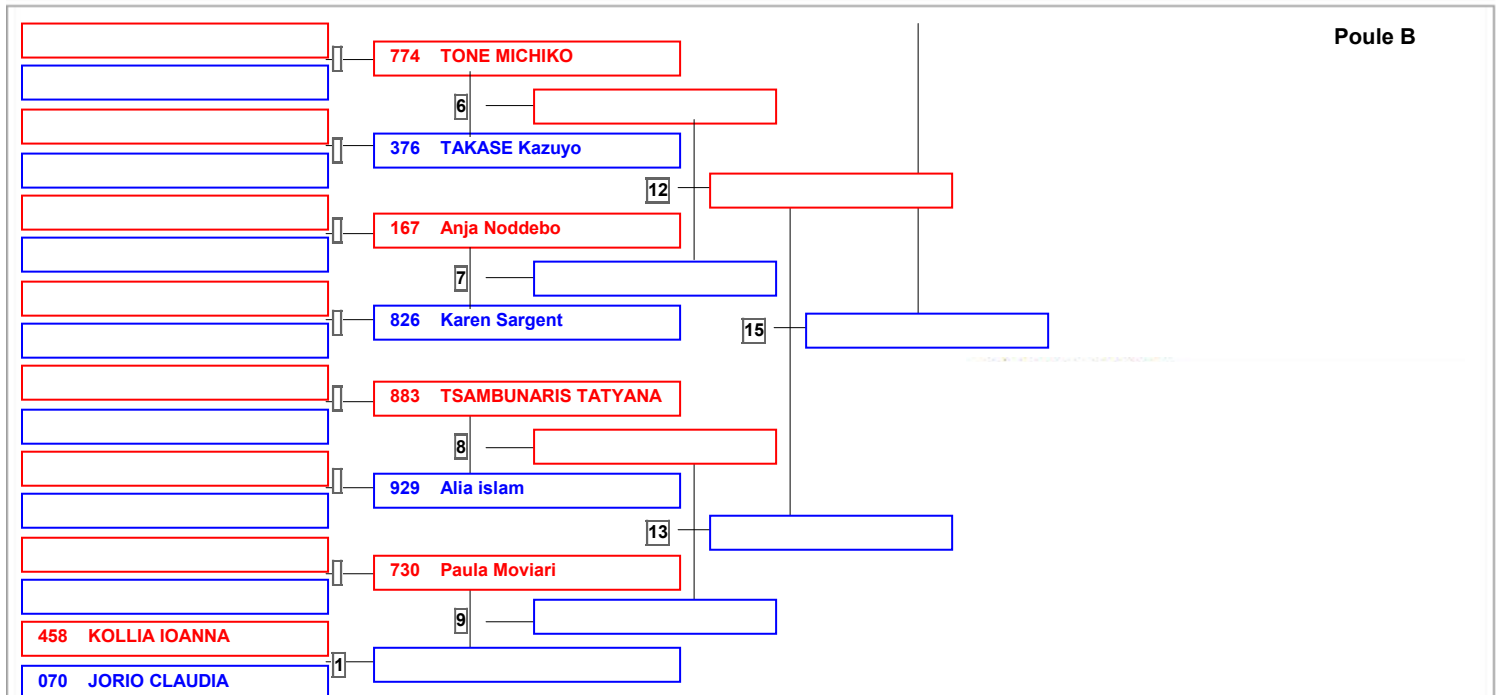 Poule B
774 TONE MICHIKO
6
376 TAKASE Kazuyo
12
167 Anja Noddebo
7
826 Karen Sargent
15
883 TSAMBUNARIS TATYANA
8
929 Alia islam
13
730 Paula Moviari
9
458 KOLLIA IOANNA
1
070 JORIO CLAUDIA